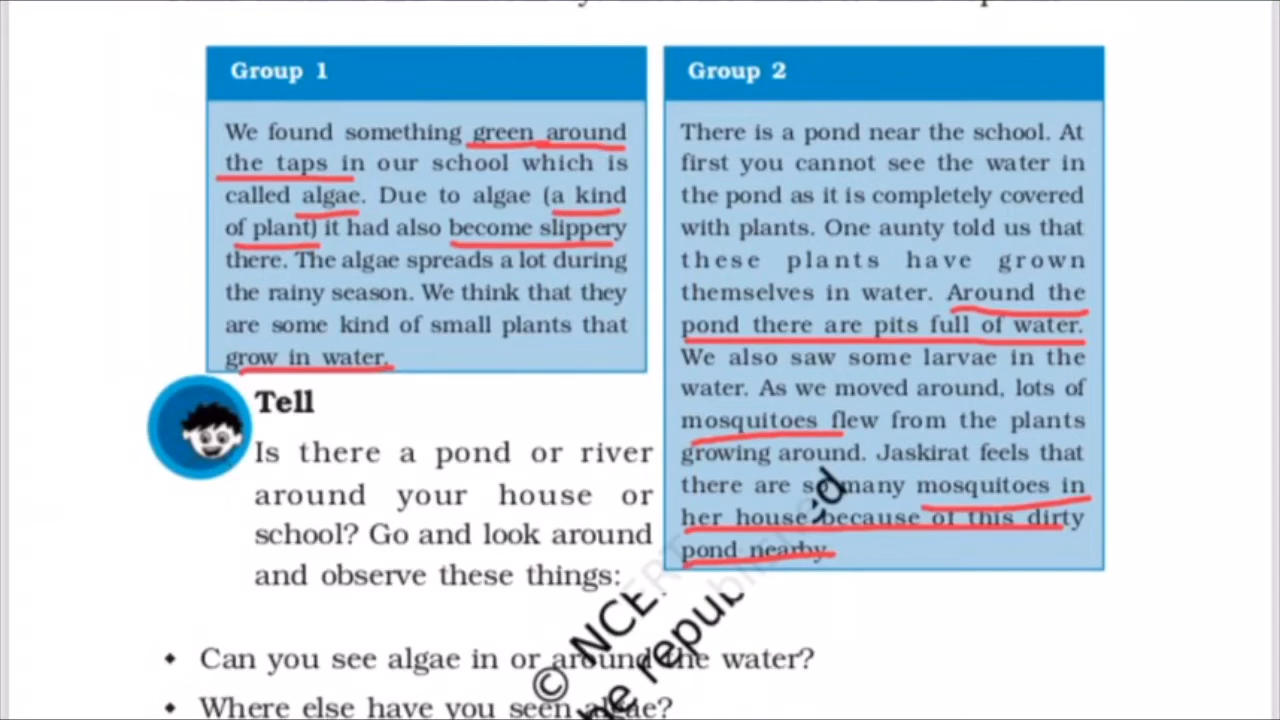 Group 1
We found something green around
the taps in our school which is
called algae. Due to algae (a kind
of plant) it had also become slippery
there. The algae spreads a lot during
the rainy season. We think that they
are some kind of small plants that
grow in water.
Group 2
There is a pond near the school. At
first you cannot see the water in
the pond as it is completely covered
with plants. One aunty told us that
these plants have grown
themselves in water. Around the
pond there are pits full of water.
We also saw some larvae in the
water. As we moved around, lots of
mosquitoes flew from the plants
growing around. Jaskirat feels that
there are so many mosquitoes in
her house because of this dirty
pond nearby.
Tell
Is there a pond or river
around your house or
school? Go and look around
and observe these things:
• Can you see algae in or around the water?
• Where else have you seen algae?
© NCERT
be republished